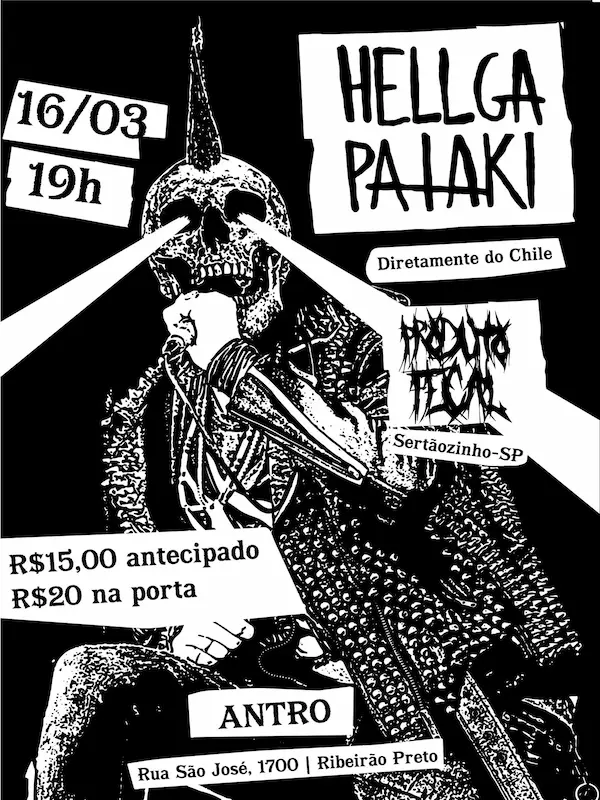 16/03
19h
HELLGA
PATAKI
Diretamente do Chile
PRODUTO
FECAL
Sertãozinho-SP
R$15,00 antecipado
R$20 na porta
ANTRO
Rua São José, 1700 | Ribeirão Preto